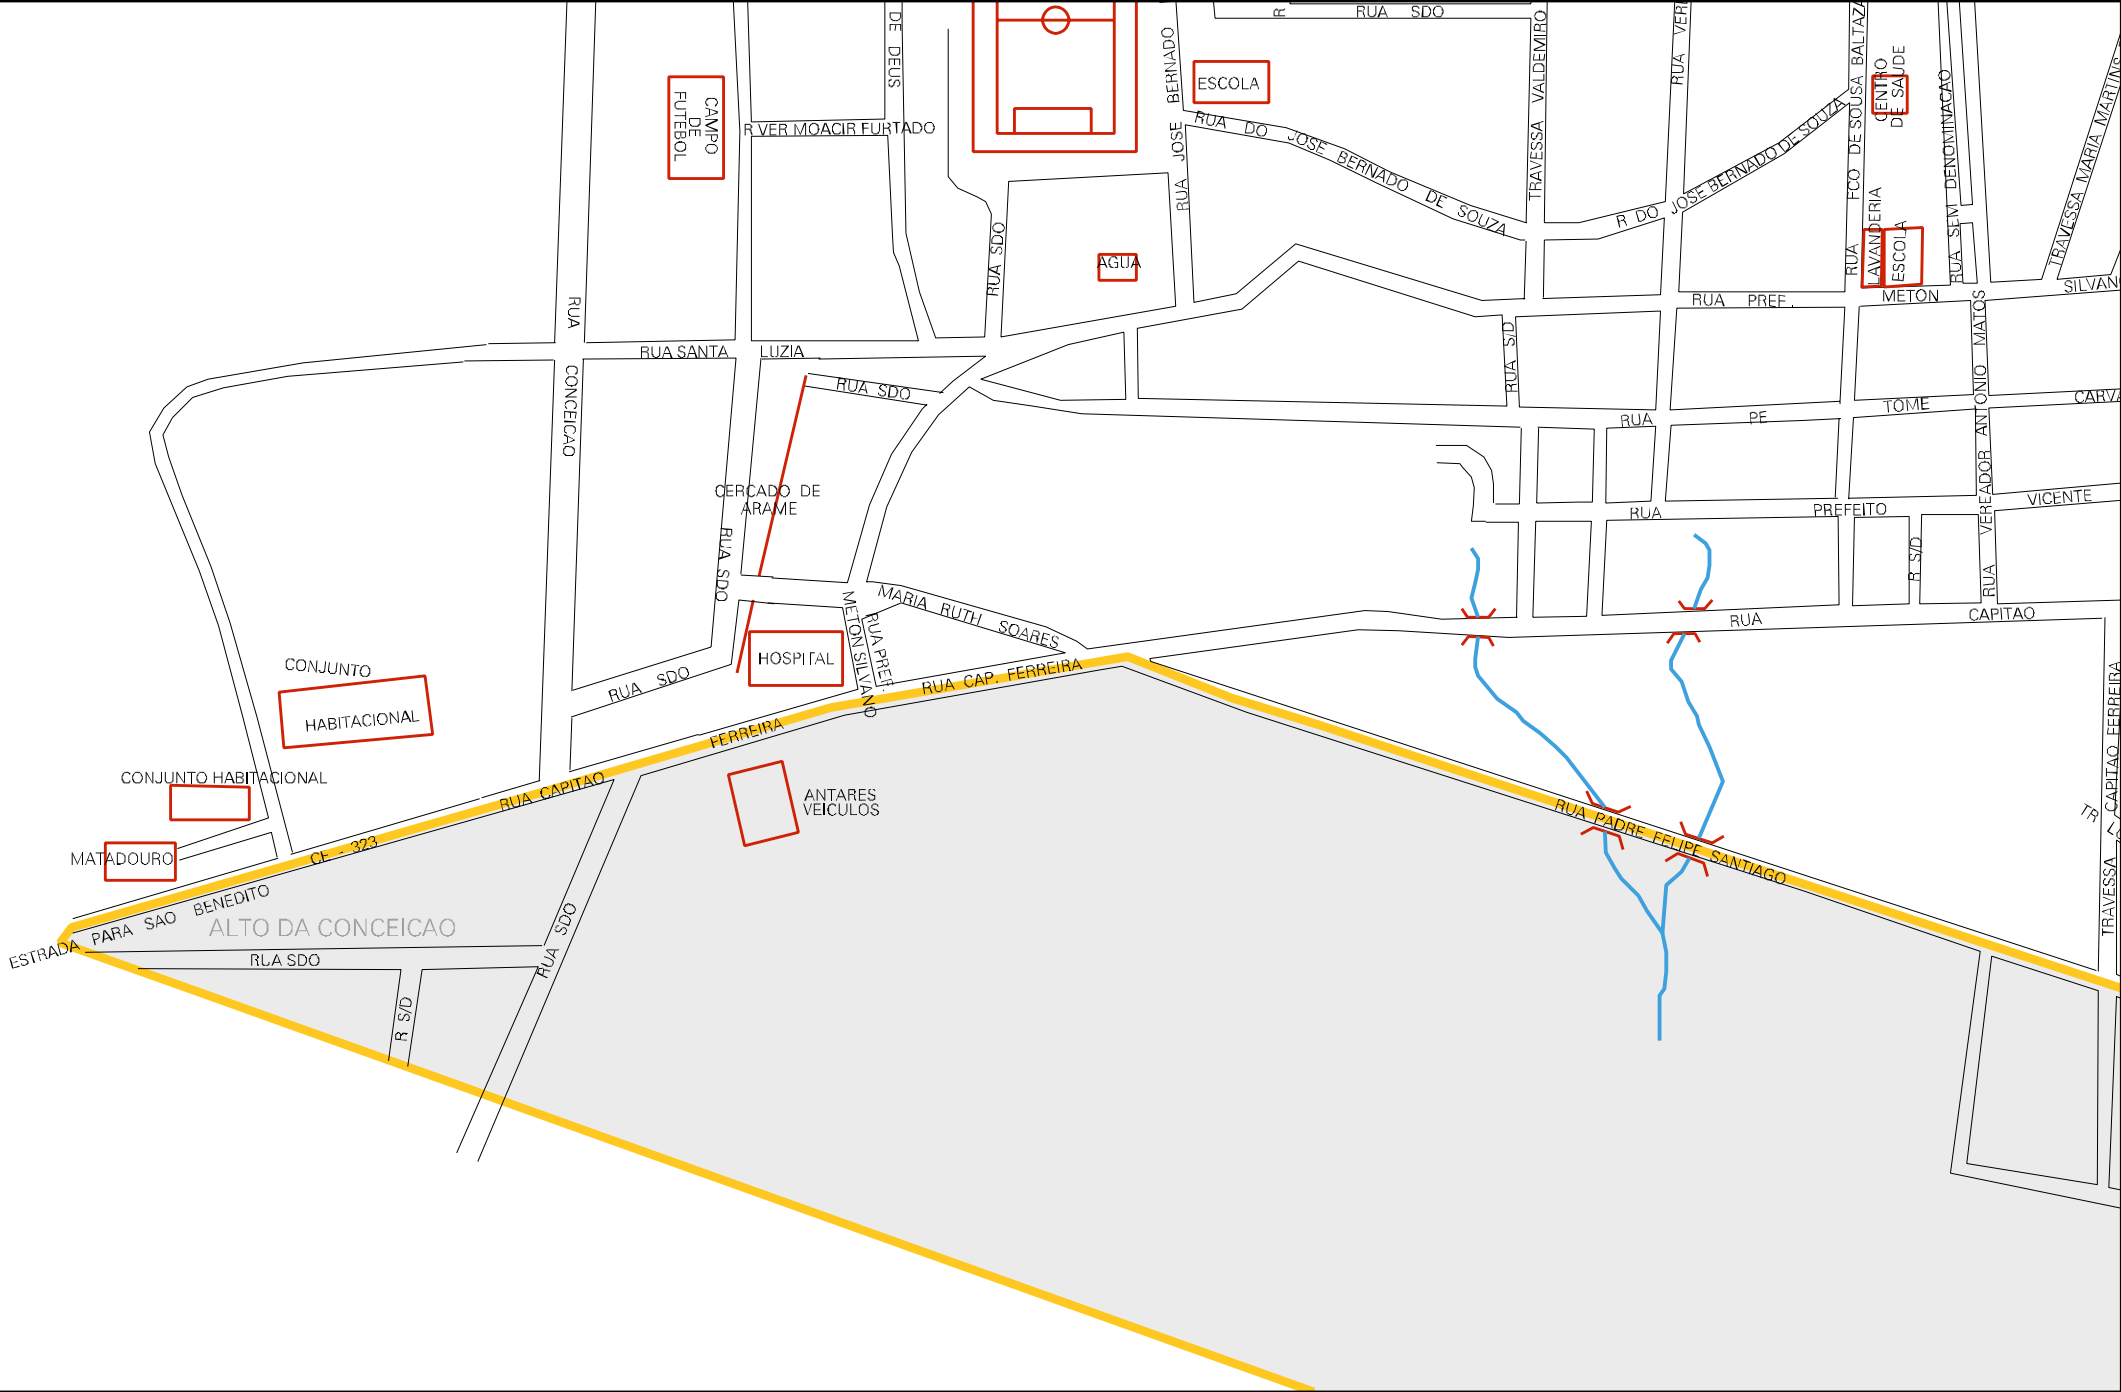 RUA SDO
R
DE DEUS
RUA JOSE BERNADO
ESCOLA
TRAVESSA VALDEMIRO
CENTRO
DE SAUDE
CAMPO
DE
FUTEBOL
R VER MOACIR FURTADO
RUA DO JOSE BERNADO DE SOUZA
R DO JOSE BERNADO DE SOUZA
RUA FCO DE SOUSA BALTAZA
RUA SEM DENOMINACAO
TRAVESSA MARIA MARTINS
LAVANDERIA
ESCOLA
RUA SDO
AGUA
RUA PREF. METON
SILVANO
RUA CONCEICAO
RUA SANTA LUZIA
RUA SDO
RUA S/D
RUA VEREADOR ANTONIO MATOS
RUA PE TOME
CARVA
CERCADO DE
ARAME
RUA SDO
RUA PREFEITO
VICENTE
R S/D
MARIA RUTH SOARES
RUA PREF.
METON SILVANO
HOSPITAL
RUA CAPITAO
RUA SDO
RUA CAP. FERREIRA
TRAVESSA CAPITAO FERREIRA
CONJUNTO
HABITACIONAL
FERREIRA
RUA CAPITAO
CONJUNTO HABITACIONAL
ANTARES
VEICULOS
RUA PADRE FELIPE SANTIAGO
MATADOURO
CE - 323
ESTRADA PARA SAO BENEDITO
ALTO DA CONCEICAO
RUA SDO
RUA SDO
R S/D